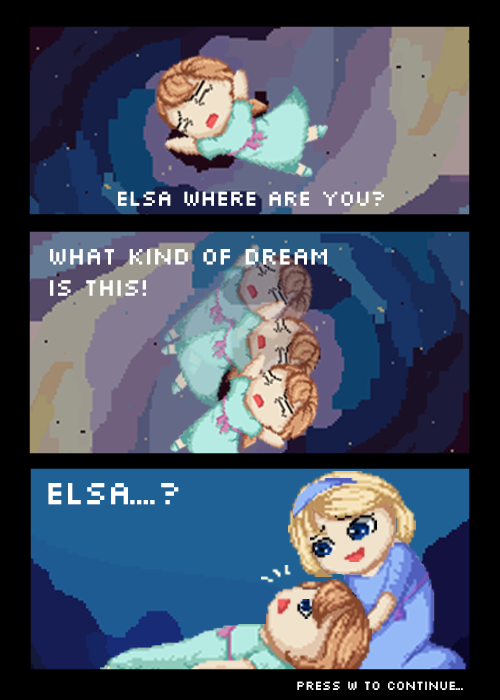 ELSA WHERE ARE YOU?
WHAT KIND OF DREAM
IS THIS!
ELSA....?
PRESS W TO CONTINUE...